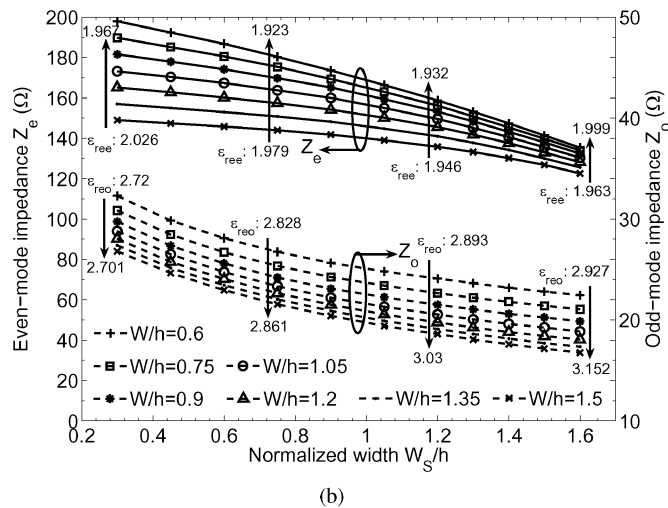 200
180
160
140
120
100
80
60
40
20
0
50
40
30
20
10
0.2
0.4
0.6
0.8
1
1.2
1.4
1.6
1.8
Even-mode impedance Z_e (Ω)
Odd-mode impedance Z_o (Ω)
Normalized width W_S/h
1.967
1.923
1.932
1.999
ε_ree: 2.026
ε_ree: 1.979
Z_e
ε_ree: 1.946
ε_ree: 1.963
ε_reo: 2.72
ε_reo: 2.828
Z_o
ε_reo: 2.893
ε_reo: 2.927
2.701
2.861
3.03
3.152
W/h=0.6
W/h=0.75
W/h=1.05
W/h=0.9
W/h=1.2
W/h=1.35
W/h=1.5
(b)